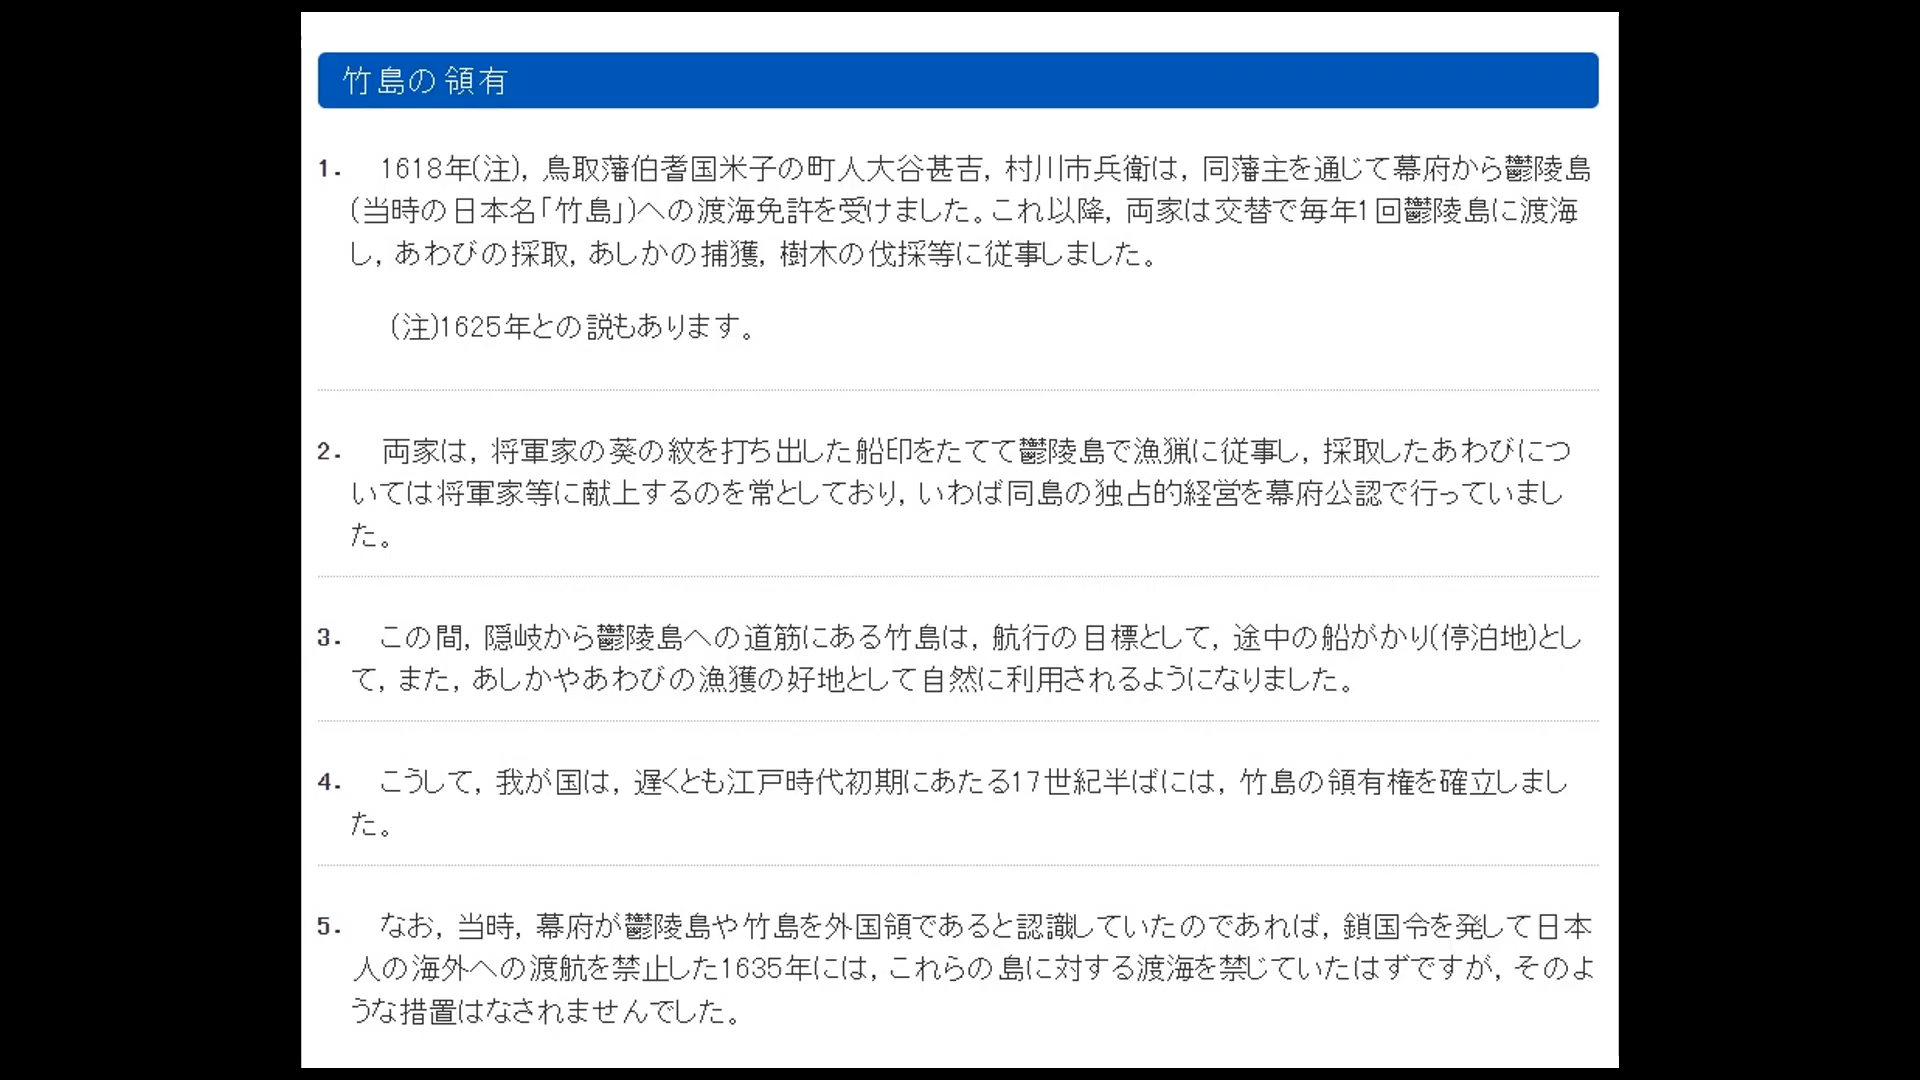 竹島の領有
1. 1618年(注), 鳥取藩伯耆国米子の町人大谷甚吉, 村川市兵衛は, 同藩主を通じて幕府から鬱陵島
(当時の日本名「竹島」)への渡海免許を受けました。これ以降, 両家は交替で毎年1回鬱陵島に渡海
し, あわびの採取, あしかの捕獲, 樹木の伐採等に従事しました。
(注)1625年との説もあります。
2. 両家は, 将軍家の葵の紋を打ち出した船印をたてて鬱陵島で漁猟に従事し, 採取したあわびにつ
いては将軍家等に献上するのを常としており, いわば同島の独占的経営を幕府公認で行っていまし
た。
3. この間, 隠岐から鬱陵島への道筋にある竹島は, 航行の目標として, 途中の船がかり(停泊地)とし
て, また, あしかやあわびの漁獲の好地として自然に利用されるようになりました。
4. こうして, 我が国は, 遅くとも江戸時代初期にあたる17世紀半ばには, 竹島の領有権を確立しまし
た。
5. なお, 当時, 幕府が鬱陵島や竹島を外国領であると認識していたのであれば, 鎖国令を発して日本
人の海外への渡航を禁止した1635年には, これらの島に対する渡海を禁じていたはずですが, そのよ
うな措置はなされませんでした。